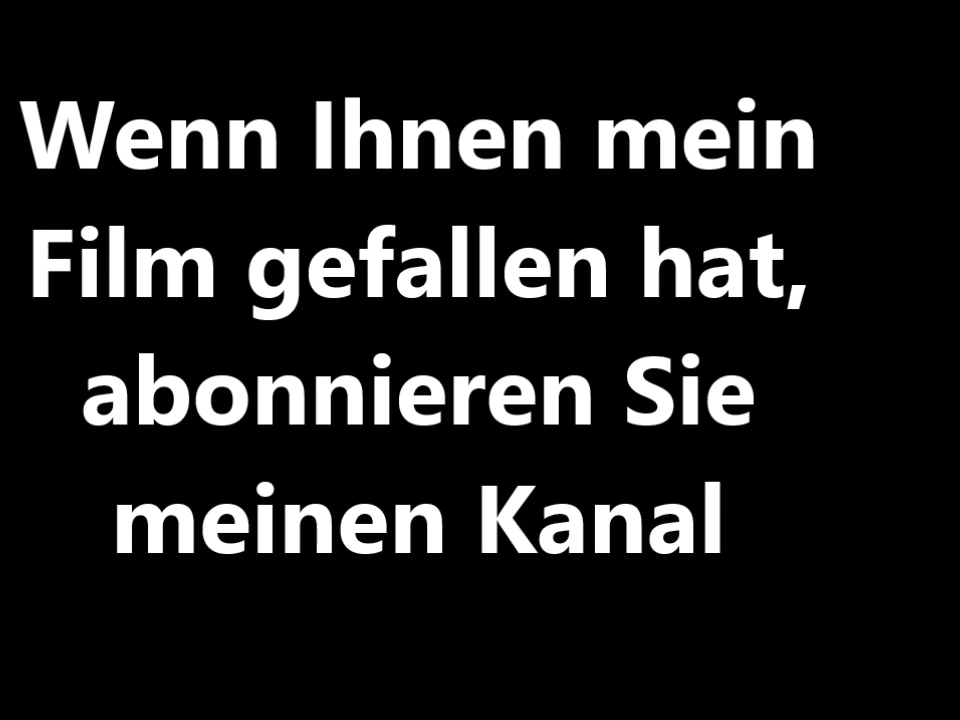 Wenn Ihnen mein
Film gefallen hat,
abonnieren Sie
meinen Kanal